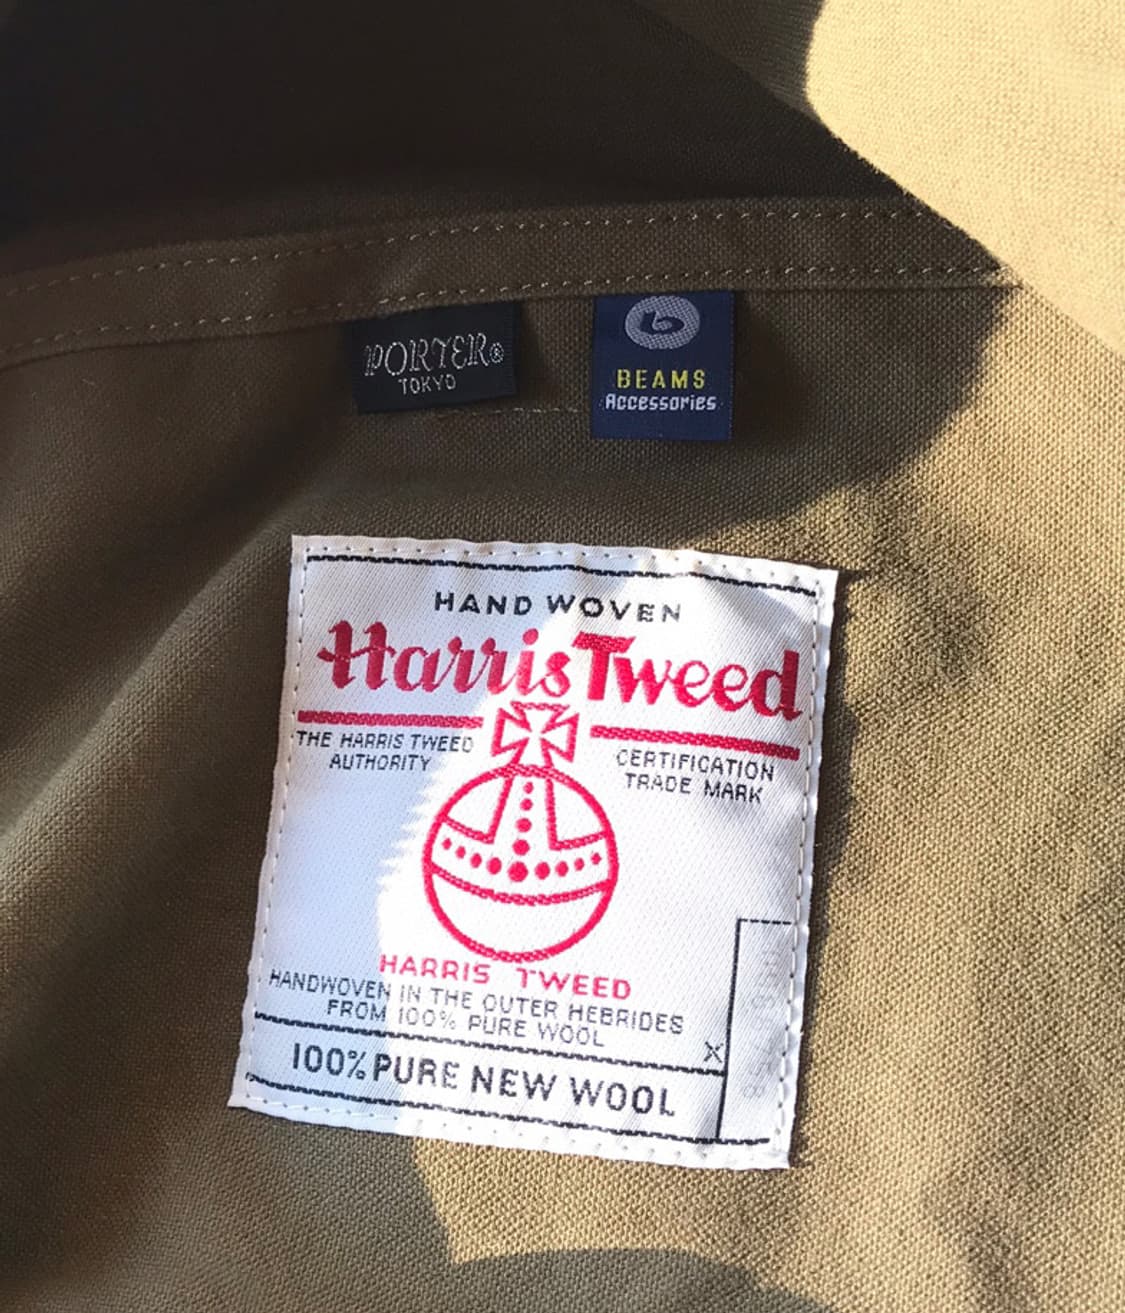 PORTER®
TOKYO
b
BEAMS
Accessories
HAND WOVEN
Harris Tweed
THE HARRIS TWEED
AUTHORITY
CERTIFICATION
TRADE MARK
HARRIS TWEED
HANDWOVEN IN THE OUTER HEBRIDES
FROM 100% PURE WOOL
X
100% PURE NEW WOOL